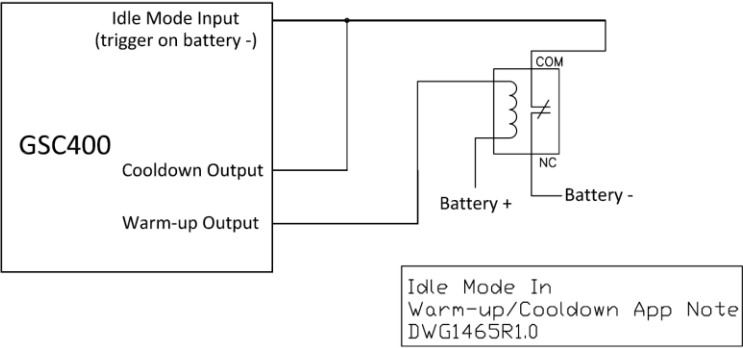 Idle Mode Input
(trigger on battery -)
GSC400
Cooldown Output
Warm-up Output
COM
NC
Battery +
Battery -
Idle Mode In
Warm-up/Cooldown App Note
DWG1465R1.0